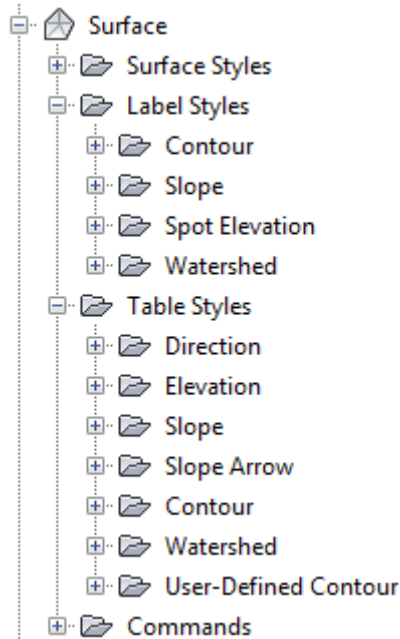 Surface
Surface Styles
Label Styles
Contour
Slope
Spot Elevation
Watershed
Table Styles
Direction
Elevation
Slope
Slope Arrow
Contour
Watershed
User-Defined Contour
Commands